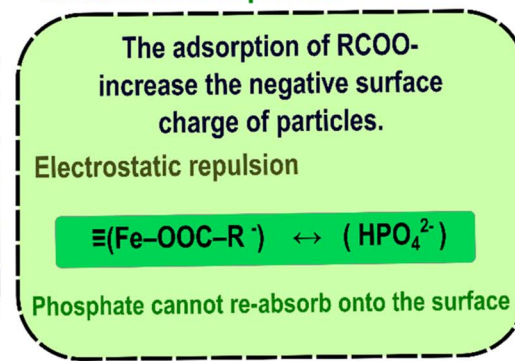 The adsorption of RCOO-
increase the negative surface
charge of particles.
Electrostatic repulsion
≡(Fe–OOC–R⁻) ↔ (HPO₄²⁻)
Phosphate cannot re-absorb onto the surface